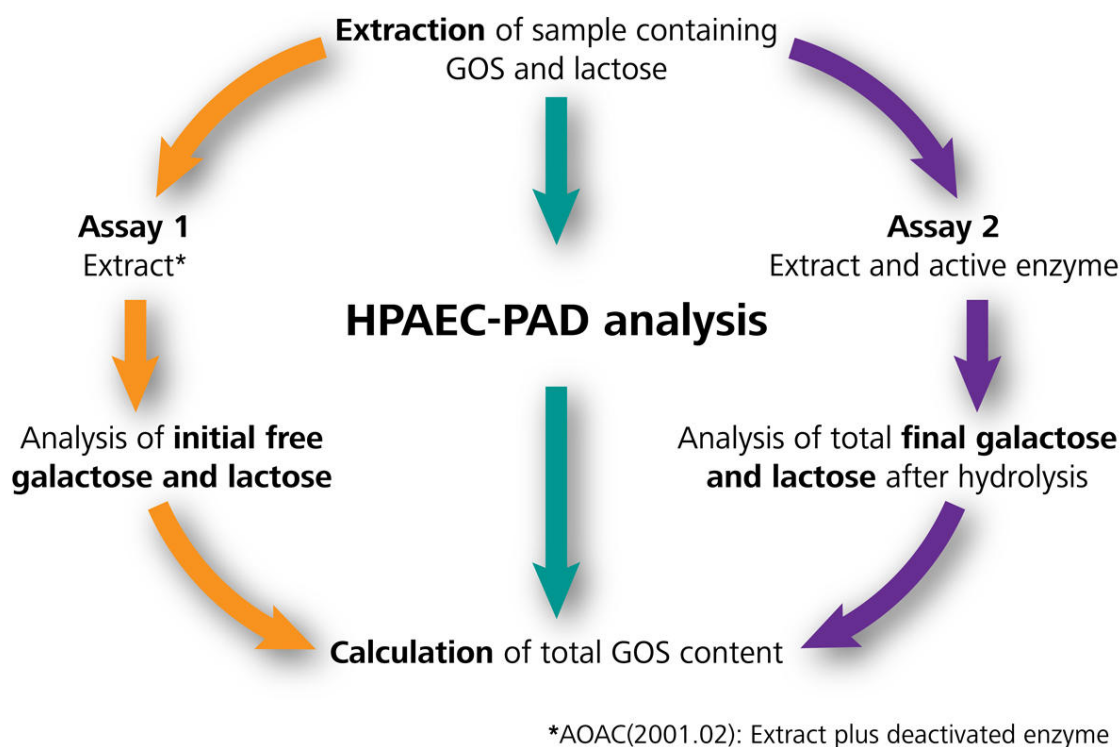 Extraction of sample containing
GOS and lactose
Assay 1
Extract*
Assay 2
Extract and active enzyme
HPAEC-PAD analysis
Analysis of initial free
galactose and lactose
Analysis of total final galactose
and lactose after hydrolysis
Calculation of total GOS content
*AOAC(2001.02): Extract plus deactivated enzyme